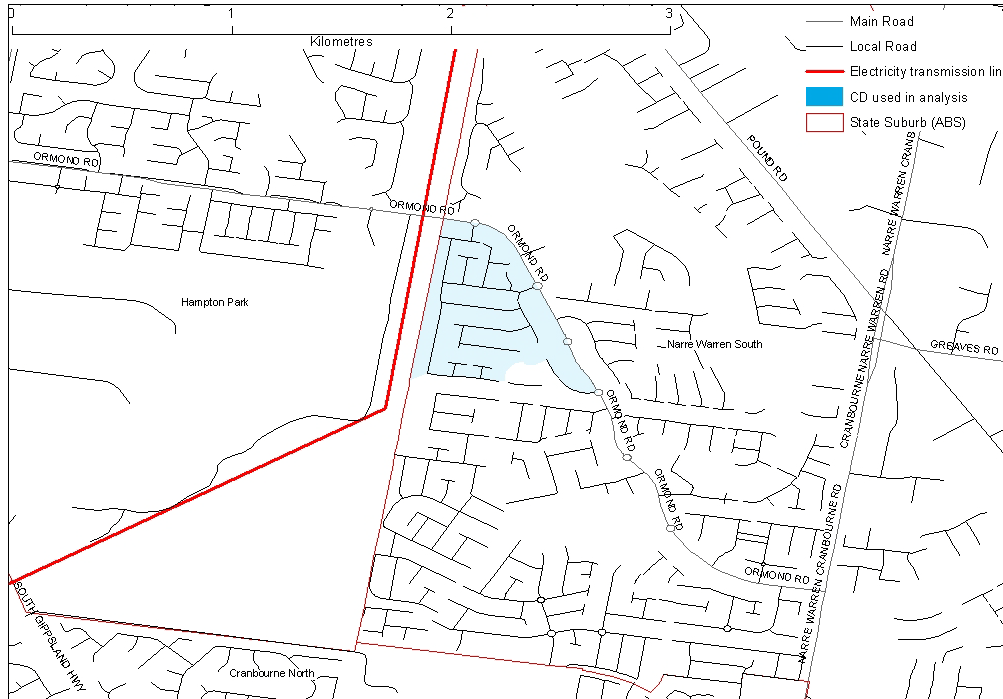 0 1 2 3
Kilometres
Main Road
Local Road
Electricity transmission lin
CD used in analysis
State Suburb (ABS)
ORMOND RD
POUND RD
NARRE WARREN CRANB
ORMOND RD
ORMOND RD
Hampton Park
NARRE WARREN RD
Narre Warren South
GREAVES RD
CRANBOURNE NARRE WARREN RD
ORMOND RD
ORMOND RD
NARRE WARREN CRANBOURNE RD
ORMOND RD
SOUTH GIPPSLAND HWY
Cranbourne North